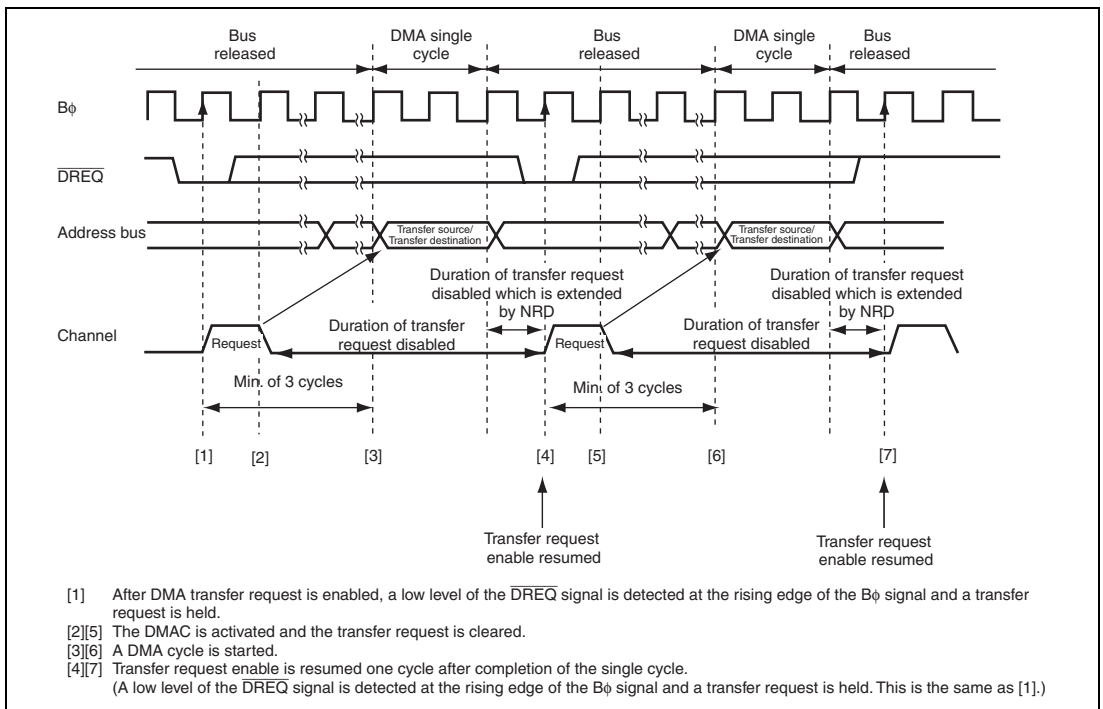 Bus released
DMA single cycle
Bus released
DMA single cycle
Bus released
Bφ
DREQ
Address bus
Transfer source/
Transfer destination
Transfer source/
Transfer destination
Duration of transfer request
disabled which is extended
by NRD
Duration of transfer request
disabled which is extended
by NRD
Channel
Request
Duration of transfer
request disabled
Request
Duration of transfer
request disabled
Min. of 3 cycles
Min. of 3 cycles
[1]
[2]
[3]
[4]
[5]
[6]
[7]
Transfer request
enable resumed
Transfer request
enable resumed
[1] After DMA transfer request is enabled, a low level of the DREQ signal is detected at the rising edge of the Bφ signal and a transfer
request is held.
[2][5] The DMAC is activated and the transfer request is cleared.
[3][6] A DMA cycle is started.
[4][7] Transfer request enable is resumed one cycle after completion of the single cycle.
(A low level of the DREQ signal is detected at the rising edge of the Bφ signal and a transfer request is held. This is the same as [1].)